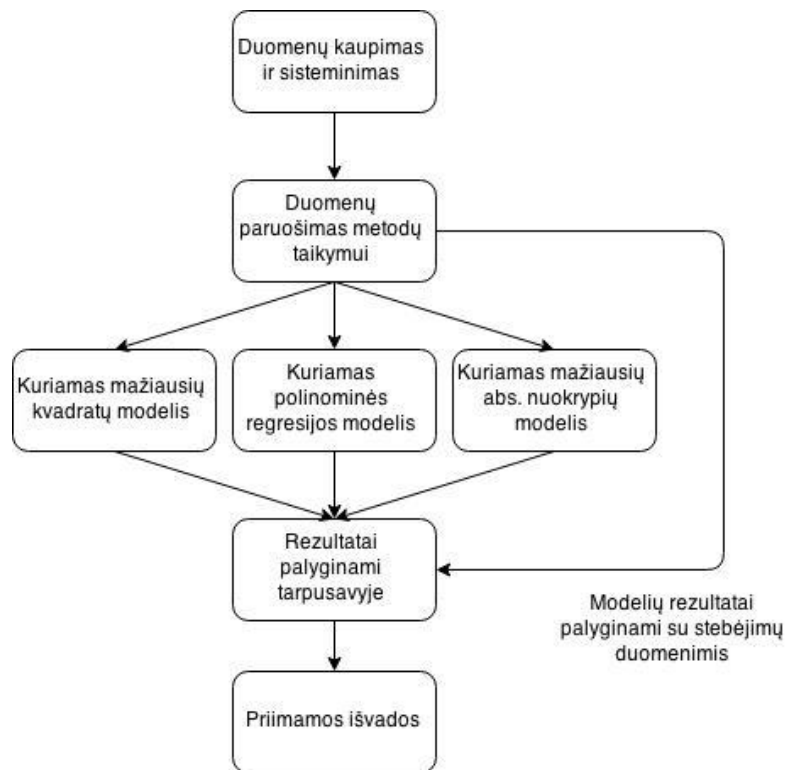 Duomenų kaupimas
ir sisteminimas
Duomenų
paruošimas metodų
taikymui
Kuriamas mažiausių
kvadratų modelis
Kuriamas
polinominės
regresijos modelis
Kuriamas mažiausių
abs. nuokrypių
modelis
Rezultatai
palyginami
tarpusavyje
Modelių rezultatai
palyginami su stebėjimų
duomenimis
Priimamos išvados